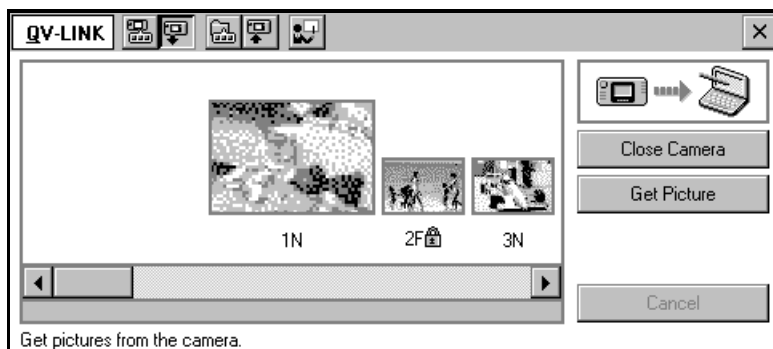 QV-LINK
Close Camera
Get Picture
1N 2F 3N
Cancel
Get pictures from the camera.